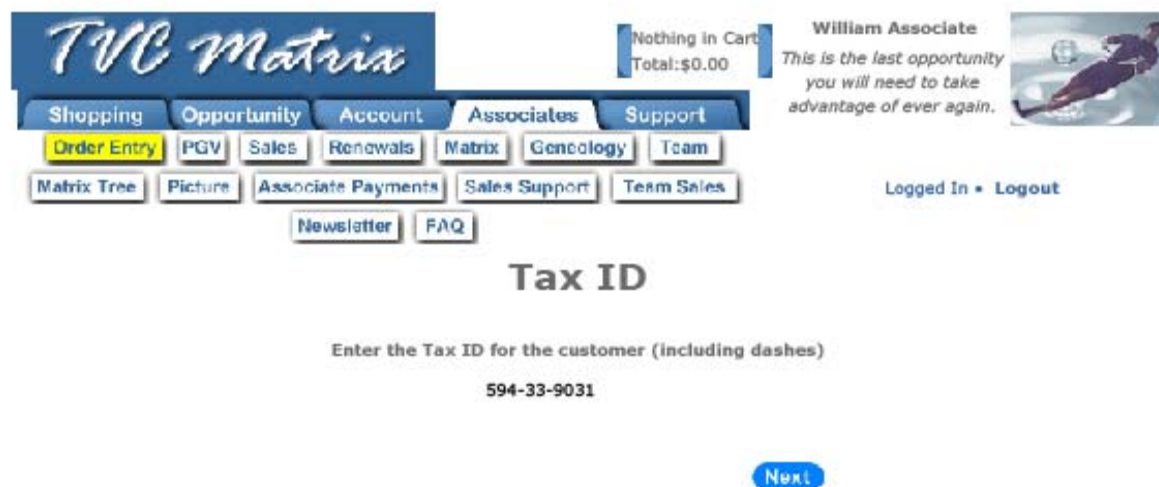 TVC Matrix
Nothing in Cart
Total:$0.00
William Associate
This is the last opportunity
you will need to take
advantage of ever again.
Shopping Opportunity Account Associates Support
Order Entry PGV Sales Renewals Matrix Geneology Team
Matrix Tree Picture Associate Payments Sales Support Team Sales
Logged In • Logout
Newsletter FAQ
Tax ID
Enter the Tax ID for the customer (including dashes)
594-33-9031
Next